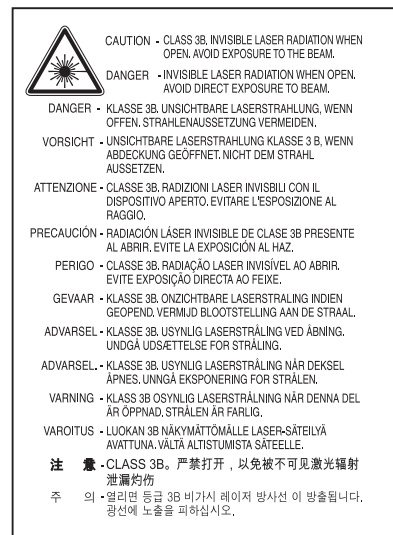 CAUTION - CLASS 3B. INVISIBLE LASER RADIATION WHEN
OPEN. AVOID EXPOSURE TO THE BEAM.
DANGER - INVISIBLE LASER RADIATION WHEN OPEN.
AVOID DIRECT EXPOSURE TO BEAM.
DANGER - KLASSE 3B. UNSICHTBARE LASERSTRAHLUNG, WENN
OFFEN. STRAHLENAUSSETZUNG VERMEIDEN.
VORSICHT - UNSICHTBARE LASERSTRAHLUNG KLASSE 3 B, WENN
ABDECKUNG GEÖFFNET. NICHT DEM STRAHL
AUSSETZEN.
ATTENZIONE - CLASSE 3B. RADIZIONI LASER INVISBILI CON IL
DISPOSITIVO APERTO. EVITARE L'ESPOSIZIONE AL
RAGGIO.
PRECAUCIÓN - RADIACIÓN LÁSER INVISIBLE DE CLASE 3B PRESENTE
AL ABRIR. EVITE LA EXPOSICIÓN AL HAZ.
PERIGO - CLASSE 3B. RADIAÇÃO LASER INVISÍVEL AO ABRIR.
EVITE EXPOSIÇÃO DIRECTA AO FEIXE.
GEVAAR - KLASSE 3B. ONZICHTBARE LASERSTRALING INDIEN
GEOPEND. VERMIJD BLOOTSTELLING AAN DE STRAAL.
ADVARSEL - KLASSE 3B. USYNLIG LASERSTRÅLING VED ÅBNING.
UNDGÅ UDSÆTTELSE FOR STRÅLING.
ADVARSEL. - KLASSE 3B. USYNLIG LASERSTRÅLING NÅR DEKSEL
ÅPNES. UNNGÅ EKSPONERING FOR STRÅLEN.
VARNING - KLASS 3B OSYNLIG LASERSTRÅLNING NÄR DENNA DEL
ÄR ÖPPNAD. STRÅLEN ÄR FARLIG.
VAROITUS - LUOKAN 3B NÄKYMÄTTÖMÄLLE LASER-SÄTEILYÄ
AVATTUNA. VÄLTÄ ALTISTUMISTA SÄTEELLE.
注 意 - CLASS 3B。严禁打开，以免被不可见激光辐射
泄漏灼伤
주 의 - 열리면 등급 3B 비가시 레이저 방사선 이 방출됩니다.
광선에 노출을 피하십시오.